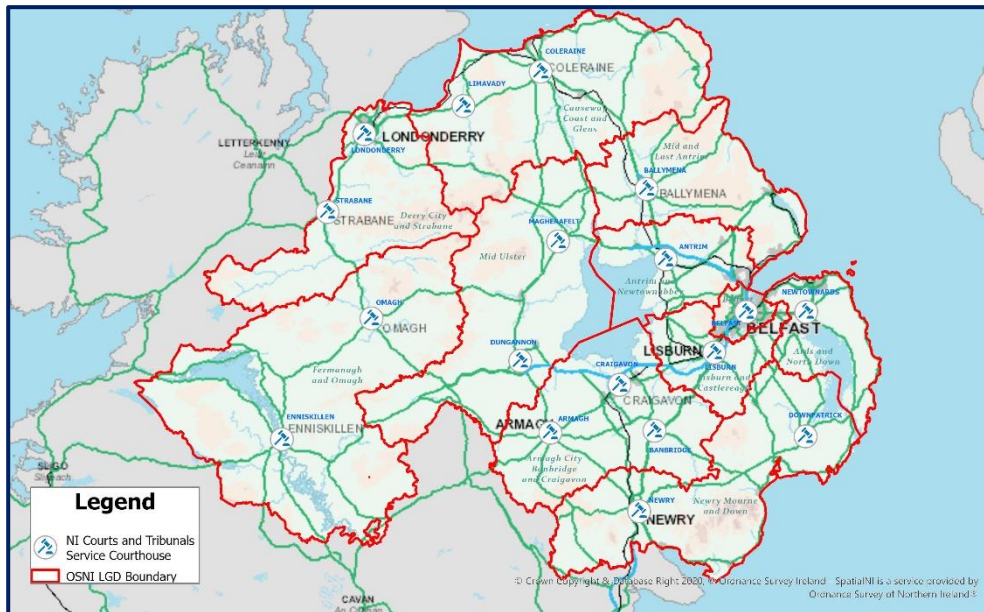 COLERAINE
COLERAINE
LIMAVADY
Causeway
Coast and
Glens
LONDONDERRY
LONDONDERRY
LETTERKENNY
Leitir
Ceanainn
Mid and
East Antrim
BALLYMENA
BALLYMENA
STRABANE
STRABANE
Derry City
and Strabane
MAGHERAFELT
Mid Ulster
ANTRIM
Antrim and
Newtownabbey
OMAGH
OMAGH
NEWTOWNARDS
BELFAST
BELFAST
LISBURN
LISBURN
Lisburn and
Castlereagh
Ards and
North Down
DUNGANNON
CRAIGAVON
CRAIGAVON
Fermanagh
and Omagh
ENNISKILLEN
ENNISKILLEN
ARMAGH
ARMAGH
Armagh City
Banbridge
and Craigavon
BANBRIDGE
DOWNPATRICK
NEWRY
NEWRY
Newry Mourne
and Down
SLIGO
Sligeach
Legend
NI Courts and Tribunals
Service Courthouse
OSNI LGD Boundary
CAVAN
An Cabhán
© Crown Copyright & Database Right 2020, © Ordnance Survey Ireland SpatialNI is a service provided by
Ordnance Survey of Northern Ireland®